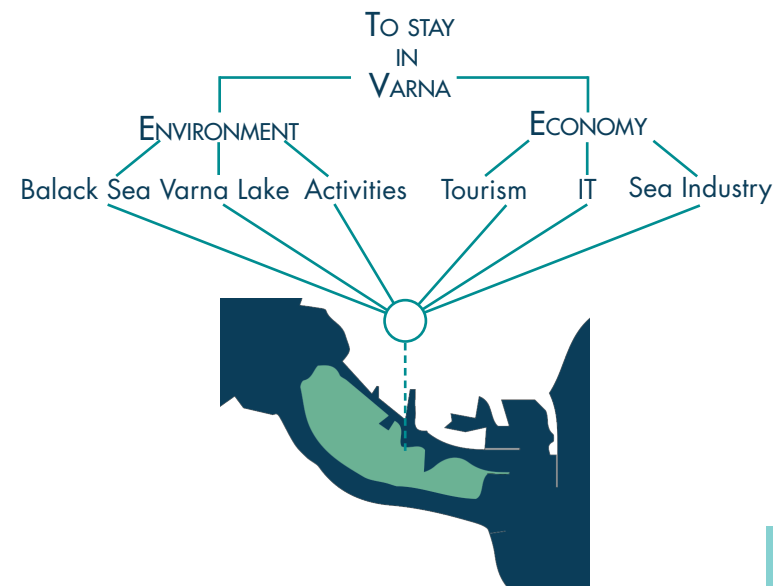 To stay
in
Varna
Environment
Economy
Balack Sea Varna Lake Activities Tourism IT Sea Industry